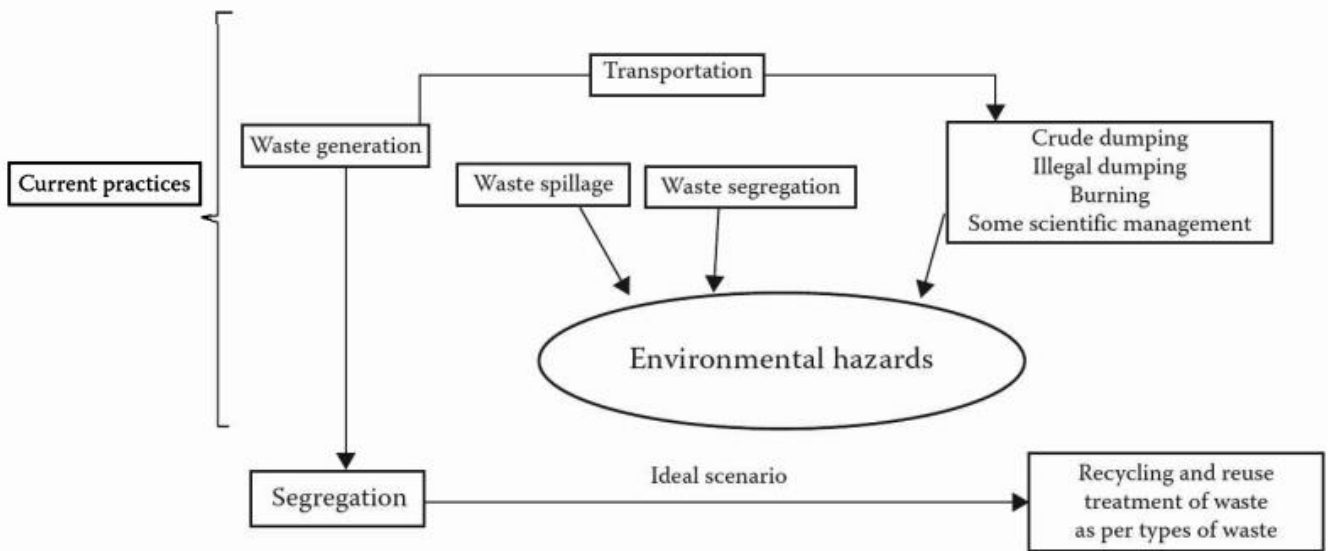 Transportation
Waste generation
Crude dumping
Illegal dumping
Burning
Some scientific management
Current practices
Waste spillage
Waste segregation
Environmental hazards
Segregation
Ideal scenario
Recycling and reuse
treatment of waste
as per types of waste